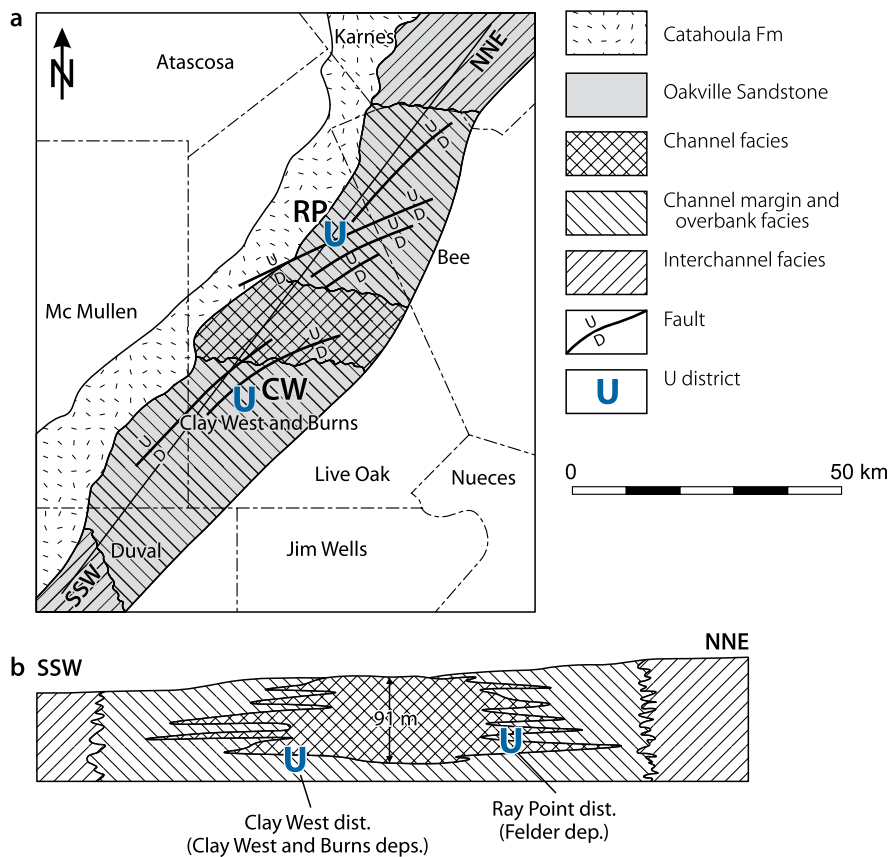 a
N
Atascosa
Karnes
NNE
U
D
RP
U
U
D
U
D
U
D
U
D
Bee
Mc Mullen
U
D
U
CW
Clay West and Burns
U
D
Live Oak
Nueces
Duval
Jim Wells
SSW
Catahoula Fm
Oakville Sandstone
Channel facies
Channel margin and
overbank facies
Interchannel facies
U
D
Fault
U
U district
0
50 km
b
SSW
NNE
91 m
U
U
Clay West dist.
(Clay West and Burns deps.)
Ray Point dist.
(Felder dep.)